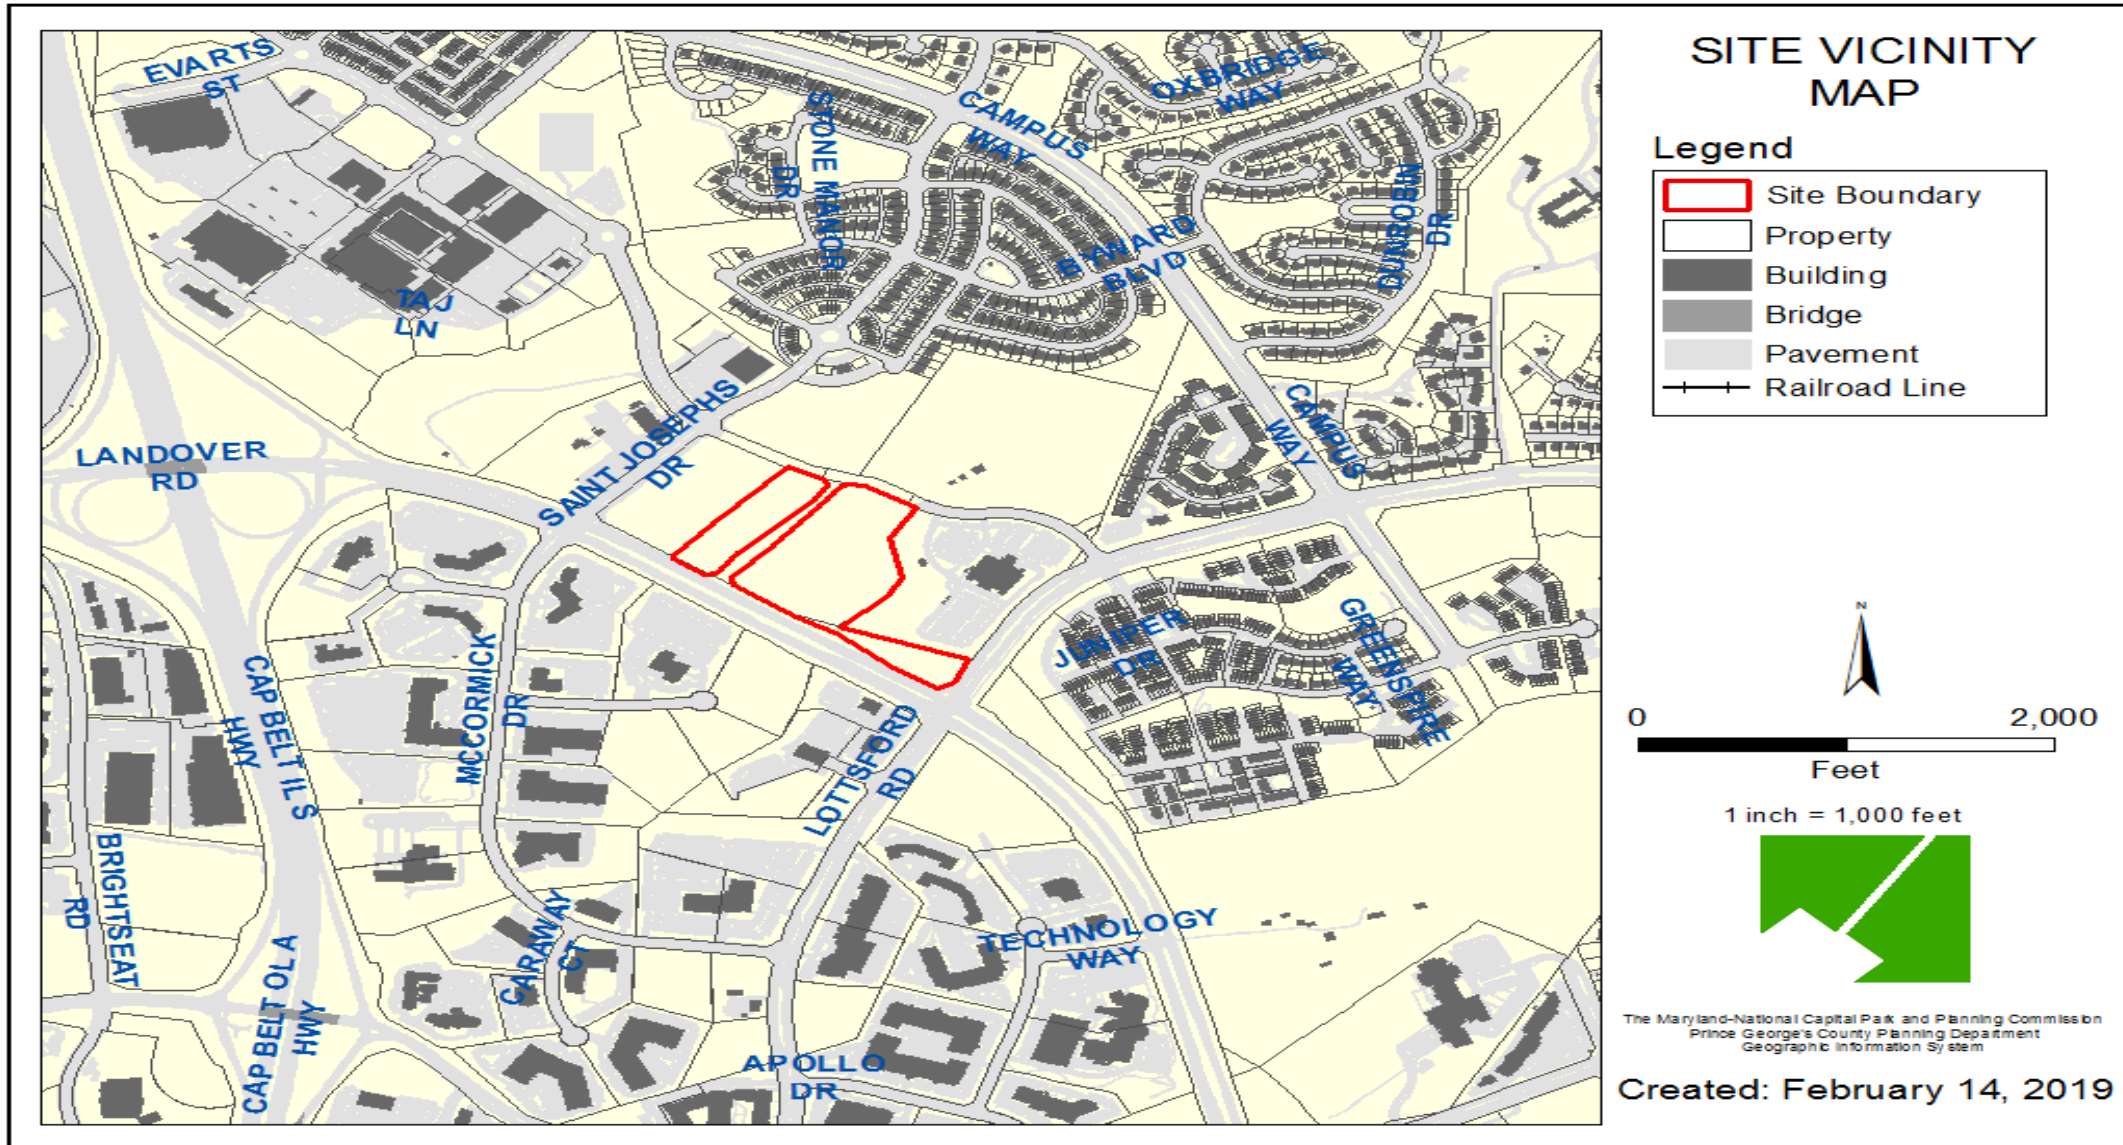 EVARTS
ST
STONE MANOR
DR
CAMPUS
WAY
OXBRIDGE
WAY
DUNROBIN
DR
BYWARD
BLVD
TAJ
LN
LANDOVER
RD
SAINT JOSEPHS
DR
CAMPUS
WAY
MCCORMICK
DR
CAP BELT IL S
HWY
JUNIPER
DR
GREENSPIRE
WAY
LOTTSFORD
RD
BRIGHTSEAT
RD
CARAWAY
CT
TECHNOLOGY
WAY
CAP BELT OL A
HWY
APOLLO
DR
SITE VICINITY
MAP
Legend
Site Boundary
Property
Building
Bridge
Pavement
Railroad Line
N
0 2,000
Feet
1 inch = 1,000 feet
The Maryland-National Capital Park and Planning Commission
Prince George's County Planning Department
Geographic Information System
Created: February 14, 2019